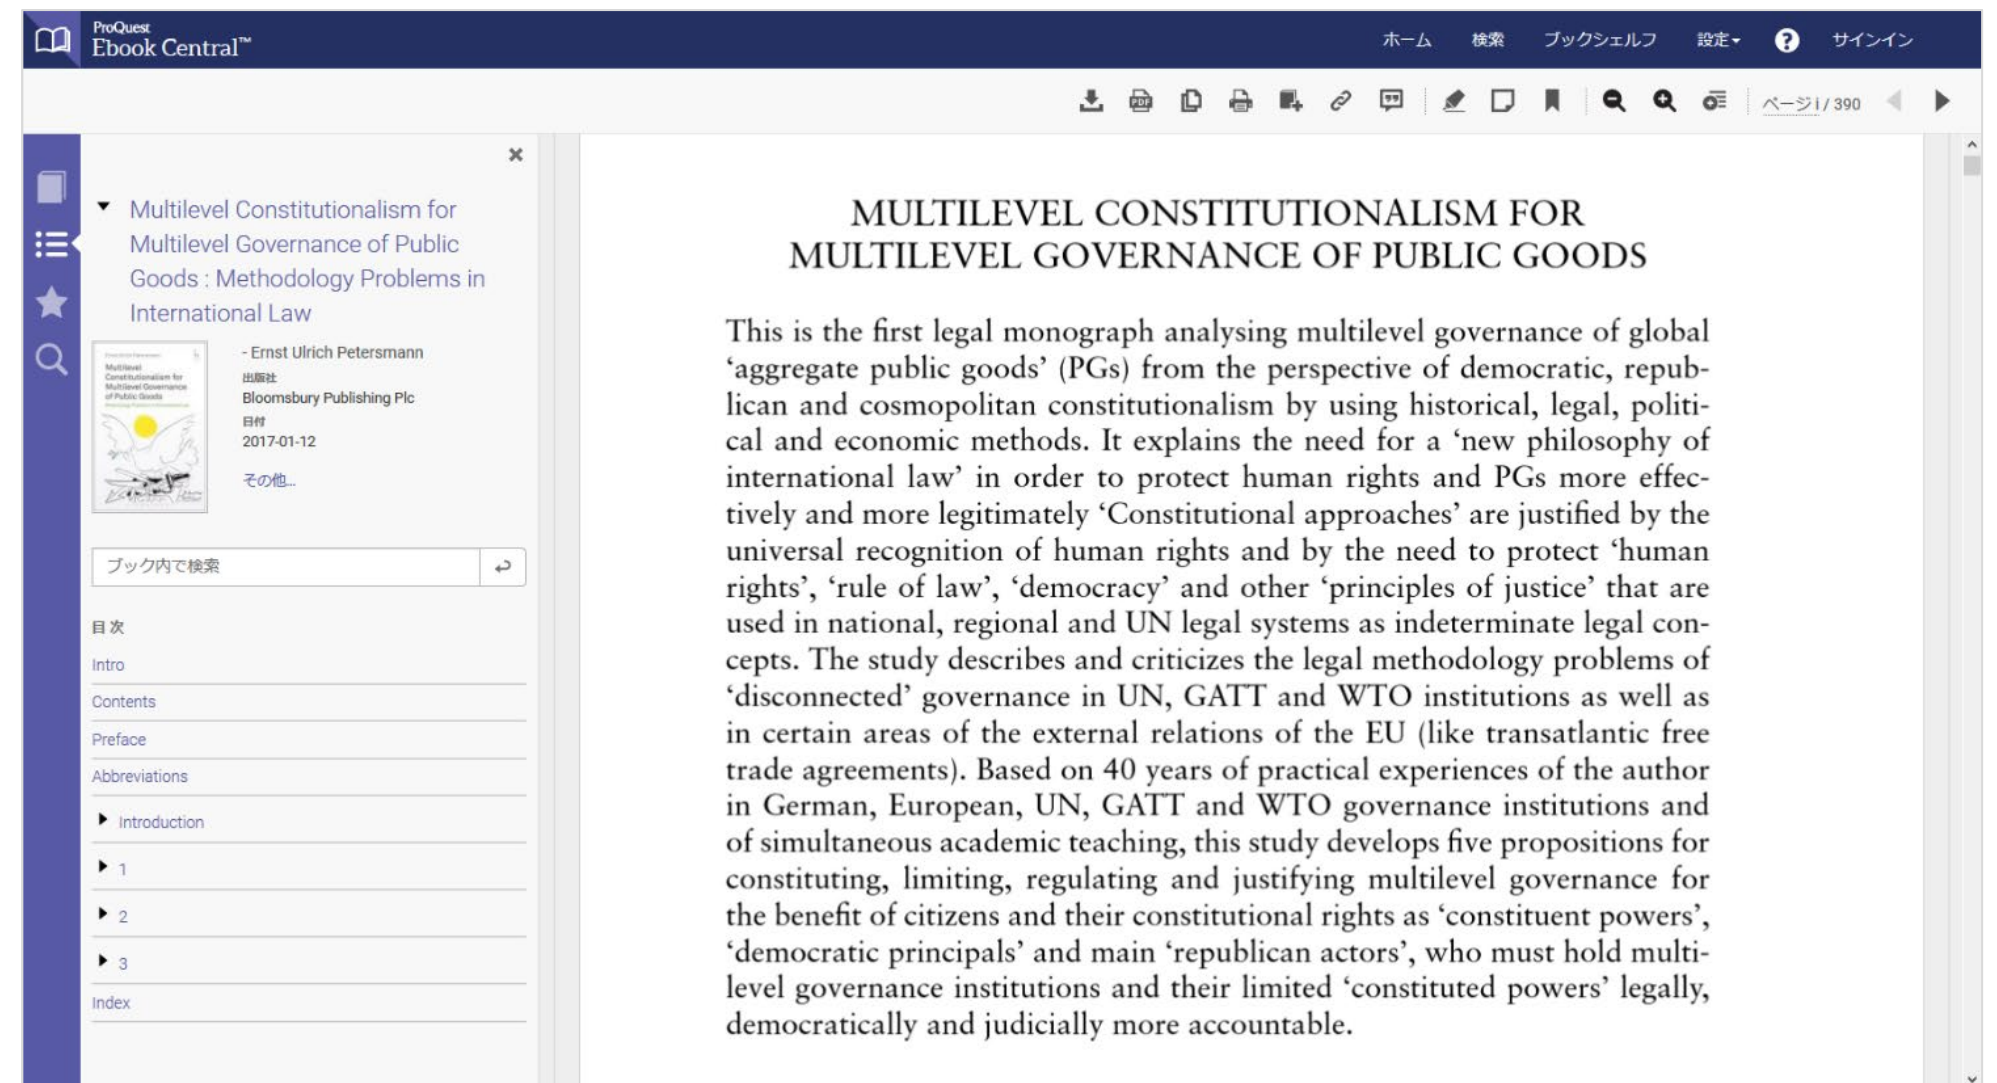 ProQuest
Ebook Central™
ホーム 検索 ブックシェルフ 設定 ? サインイン
PDF
ページ i / 390
Multilevel Constitutionalism for
Multilevel Governance of Public
Goods : Methodology Problems in
International Law
Multilevel
Constitutionalism for
Multilevel Governance
of Public Goods
- Ernst Ulrich Petersmann
出版社
Bloomsbury Publishing Plc
日付
2017-01-12
その他...
ブック内で検索
目次
Intro
Contents
Preface
Abbreviations
Introduction
1
2
3
Index
MULTILEVEL CONSTITUTIONALISM FOR
MULTILEVEL GOVERNANCE OF PUBLIC GOODS
This is the first legal monograph analysing multilevel governance of global
‘aggregate public goods’ (PGs) from the perspective of democratic, repub-
lican and cosmopolitan constitutionalism by using historical, legal, politi-
cal and economic methods. It explains the need for a ‘new philosophy of
international law’ in order to protect human rights and PGs more effec-
tively and more legitimately ‘Constitutional approaches’ are justified by the
universal recognition of human rights and by the need to protect ‘human
rights’, ‘rule of law’, ‘democracy’ and other ‘principles of justice’ that are
used in national, regional and UN legal systems as indeterminate legal con-
cepts. The study describes and criticizes the legal methodology problems of
‘disconnected’ governance in UN, GATT and WTO institutions as well as
in certain areas of the external relations of the EU (like transatlantic free
trade agreements). Based on 40 years of practical experiences of the author
in German, European, UN, GATT and WTO governance institutions and
of simultaneous academic teaching, this study develops five propositions for
constituting, limiting, regulating and justifying multilevel governance for
the benefit of citizens and their constitutional rights as ‘constituent powers’,
‘democratic principals’ and main ‘republican actors’, who must hold multi-
level governance institutions and their limited ‘constituted powers’ legally,
democratically and judicially more accountable.